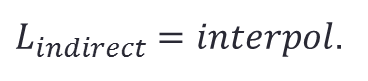 L_indirect = interpol.